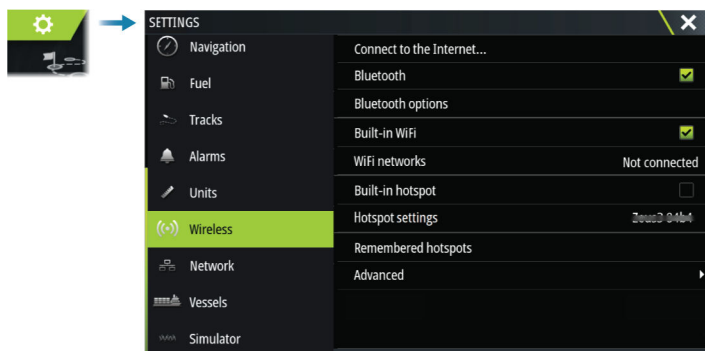 SETTINGS
Navigation
Fuel
Tracks
Alarms
Units
Wireless
Network
Vessels
Simulator
Connect to the Internet...
Bluetooth
Bluetooth options
Built-in WiFi
WiFi networks Not connected
Built-in hotspot
Hotspot settings
Remembered hotspots
Advanced